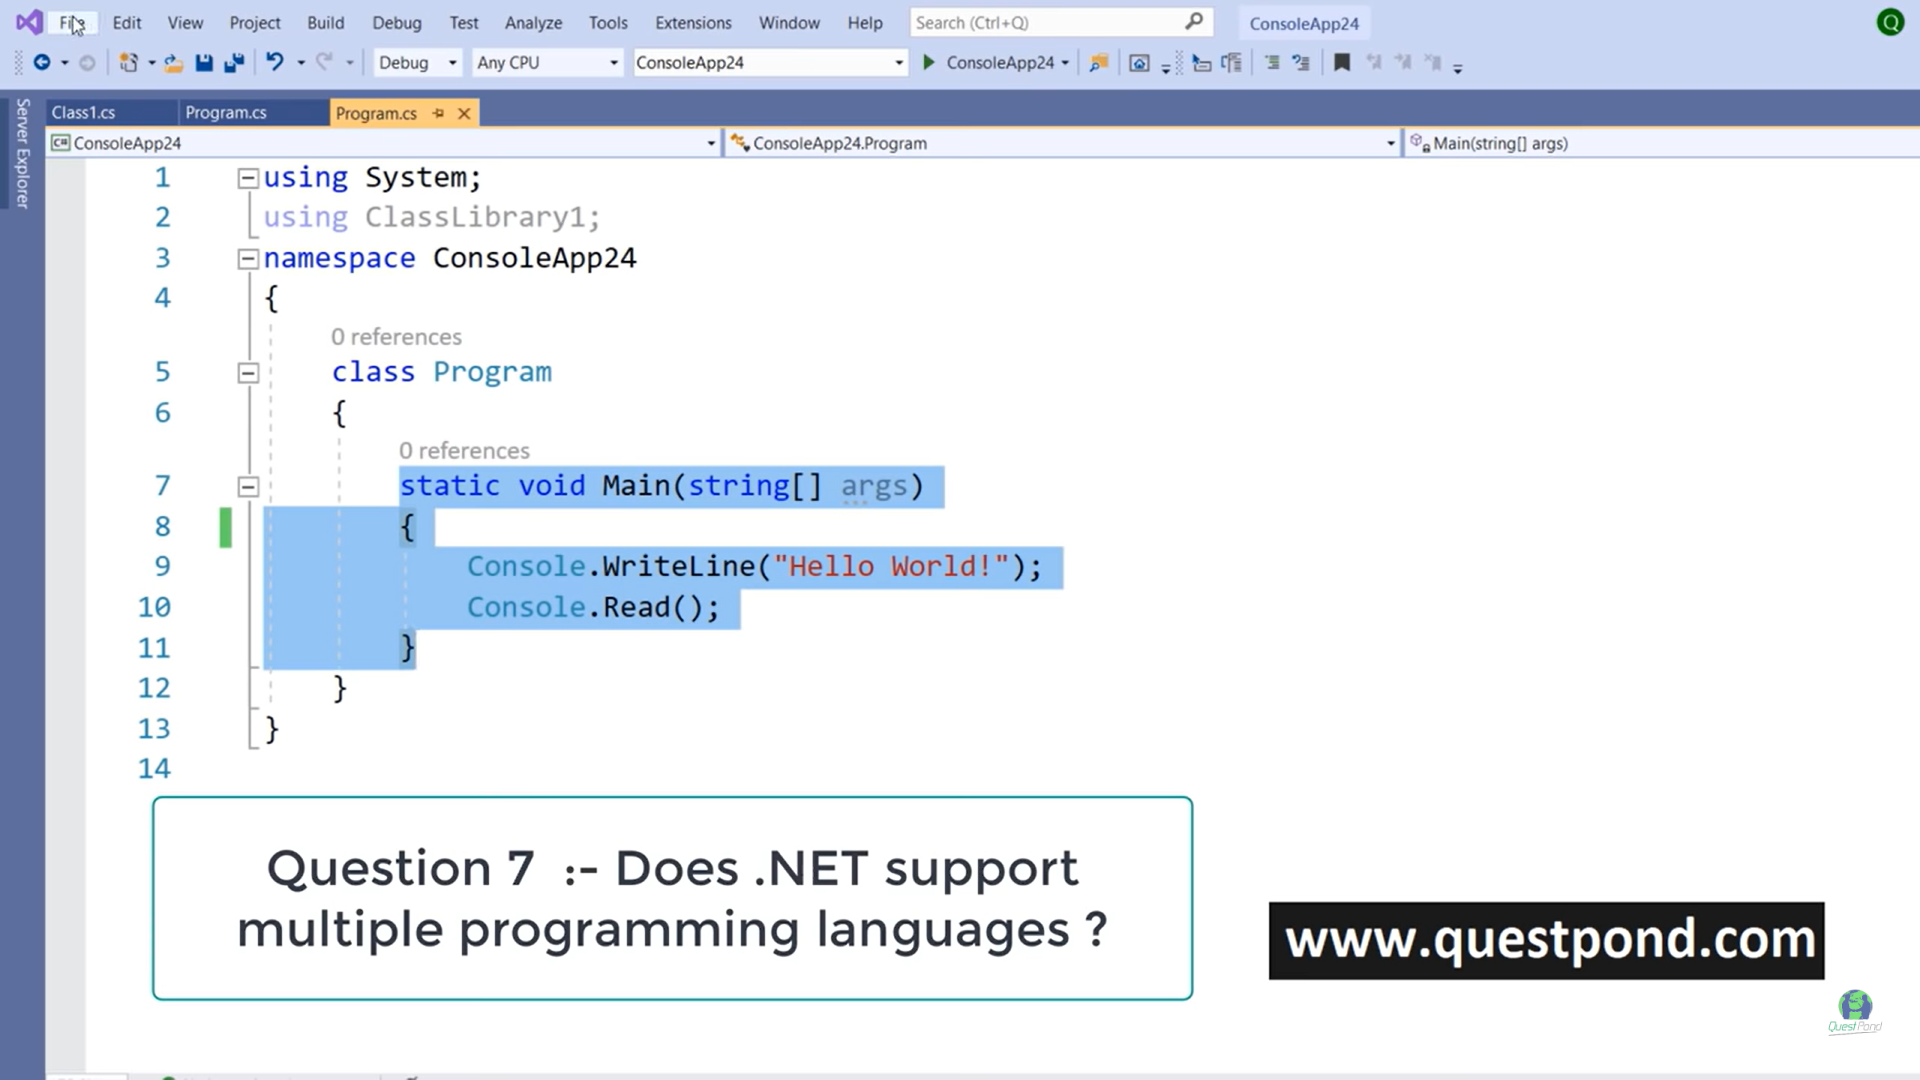 File Edit View Project Build Debug Test Analyze Tools Extensions Window Help Search (Ctrl+Q) ConsoleApp24 Q
Debug Any CPU ConsoleApp24 ConsoleApp24
Server Explorer
Class1.cs Program.cs Program.cs
C# ConsoleApp24 ConsoleApp24.Program Main(string[] args)
1 using System;
2 using ClassLibrary1;
3 namespace ConsoleApp24
4 {
0 references
5 class Program
6 {
0 references
7 static void Main(string[] args)
8 {
9 Console.WriteLine("Hello World!");
10 Console.Read();
11 }
12 }
13 }
14
Question 7 :- Does .NET support
multiple programming languages ?
www.questpond.com
QuestPond